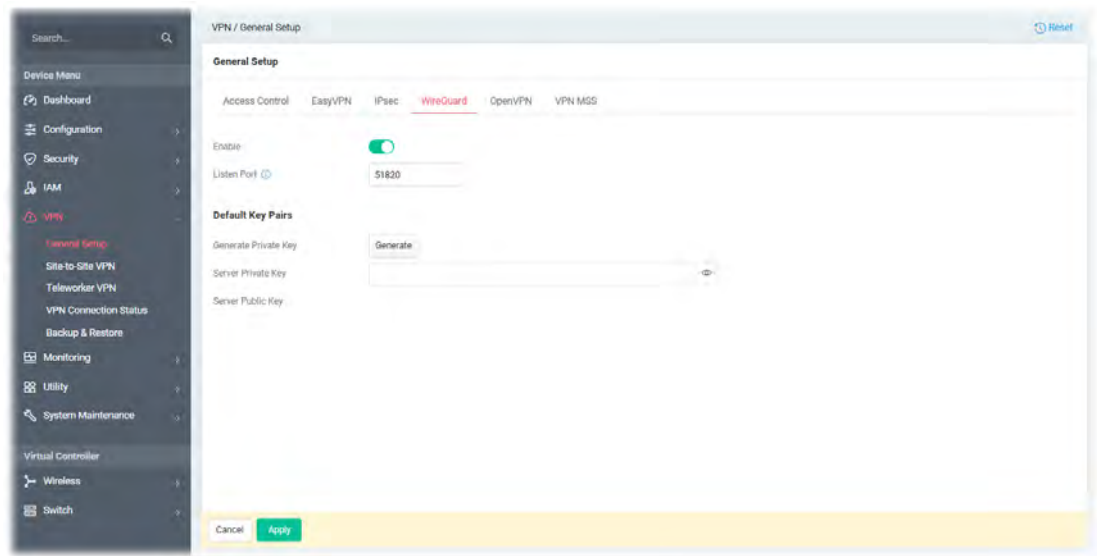 Search...
Device Menu
Dashboard
Configuration
Security
IAM
VPN
General Setup
Site-to-Site VPN
Teleworker VPN
VPN Connection Status
Backup & Restore
Monitoring
Utility
System Maintenance
Virtual Controller
Wireless
Switch
VPN / General Setup
Reset
General Setup
Access Control EasyVPN IPsec WireGuard OpenVPN VPN MSS
Enable
Listen Port 51820
Default Key Pairs
Generate Private Key Generate
Server Private Key
Server Public Key
Cancel Apply